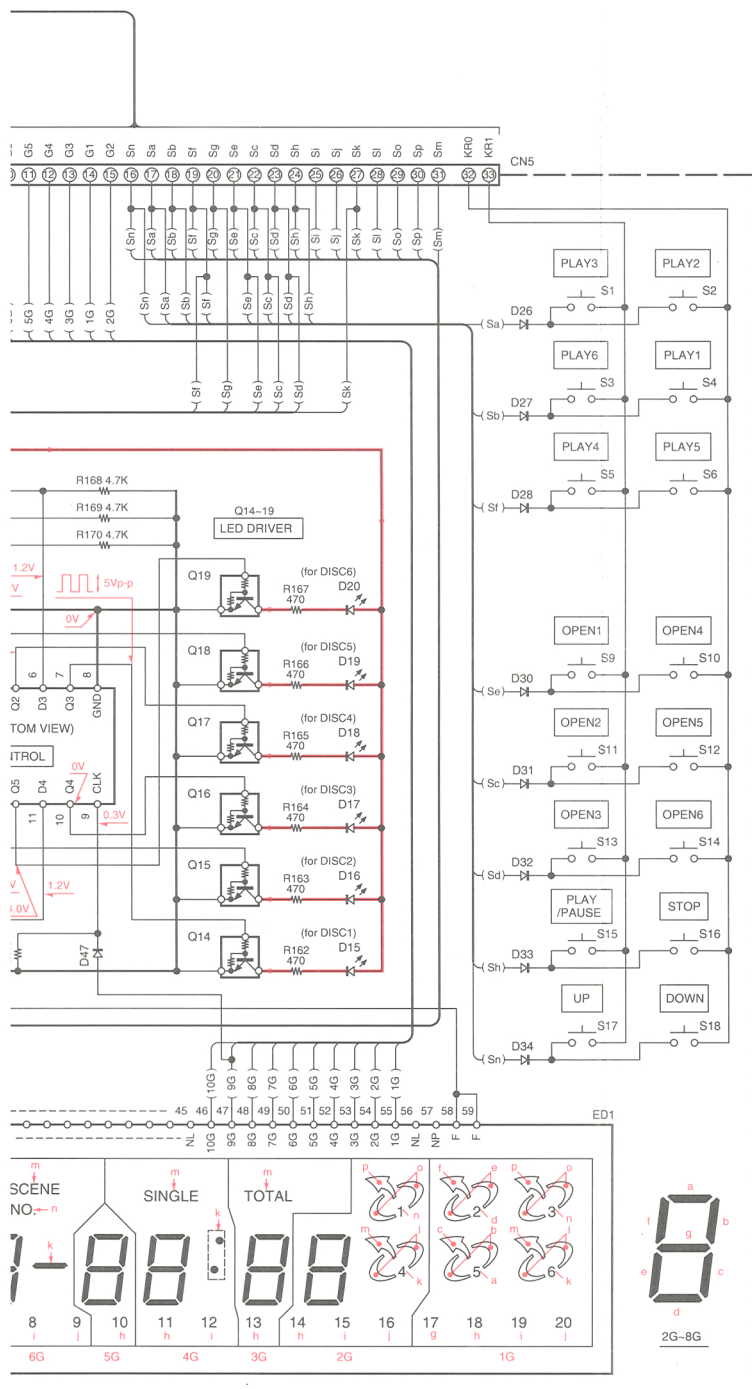 G5 G4 G3 G1 G2 Sn Sa Sb Sf Sg Se Sc Sd Sh Si Sj Sk Sl So Sp Sm KR0 KR1
CN5
11 12 13 14 15 16 17 18 19 20 21 22 23 24 25 26 27 28 29 30 31 32 33
Sn Sa Sb Sf Sg Se Sc Sd Sh Si Sj Sk Sl So Sp Sm
5G 4G 3G 1G 2G
Sn Sa Sb Sf Se Sc Sd Sh
Sf Sg Se Sc Sd Sk
PLAY3 PLAY2
S1 S2
Sa D26
PLAY6 PLAY1
S3 S4
Sb D27
PLAY4 PLAY5
S5 S6
Sf D28
OPEN1 OPEN4
S9 S10
Se D30
OPEN2 OPEN5
S11 S12
Sc D31
OPEN3 OPEN6
S13 S14
Sd D32
PLAY
/PAUSE
STOP
S15 S16
Sh D33
UP DOWN
S17 S18
Sn D34
R168 4.7K
R169 4.7K
R170 4.7K
Q14~19
LED DRIVER
1.2V
5Vp-p
0V
Q19
(for DISC6)
R167 D20
470
Q18
(for DISC5)
R166 D19
470
Q17
(for DISC4)
R165 D18
470
Q16
(for DISC3)
R164 D17
470
Q15
(for DISC2)
R163 D16
470
Q14
(for DISC1)
R162 D15
470
6 7 8
Q2 D3 Q3 GND
TOM VIEW)
NTROL
0V
Q5 D4 Q4 CLK
11 10 9
0.3V
1.2V
.0V
D47
10G 9G 8G 7G 6G 5G 4G 3G 2G 1G
45 46 47 48 49 50 51 52 53 54 55 56 57 58 59
ED1
NL 10G 9G 8G 7G 6G 5G 4G 3G 2G 1G NL NP F F
m
SCENE
NO. n
k
m
SINGLE
k
m
TOTAL
p o
1 n
f e
2 d
p o
3 n
m l
4 k
c b
5 a
m l
6 k
8 9 10 11 12 13 14 15 16 17 18 19 20
i j h h i h h i j g h i j
6G 5G 4G 3G 2G 1G
a
f b
g
e c
d
2G~8G